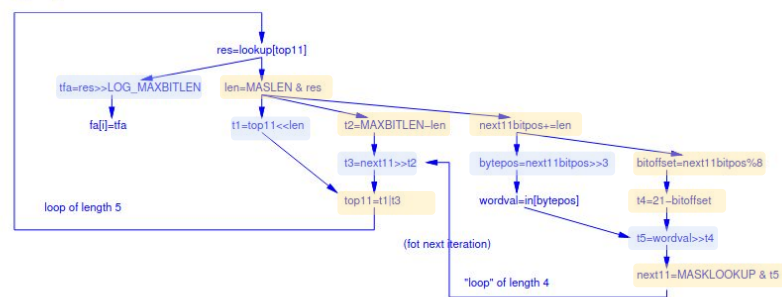 res=lookup[top11]
tfa=res>>LOG_MAXBITLEN
len=MASLEN & res
fa[i]=tfa
t1=top11<<len
t2=MAXBITLEN-len
next11bitpos+=len
t3=next11>>t2
bytepos=next11bitpos>>3
bitoffset=next11bitpos%8
loop of length 5
top11=t1|t3
wordval=in[bytepos]
t4=21-bitoffset
(fot next iteration)
t5=wordval>>t4
"loop" of length 4
next11=MASKLOOKUP & t5